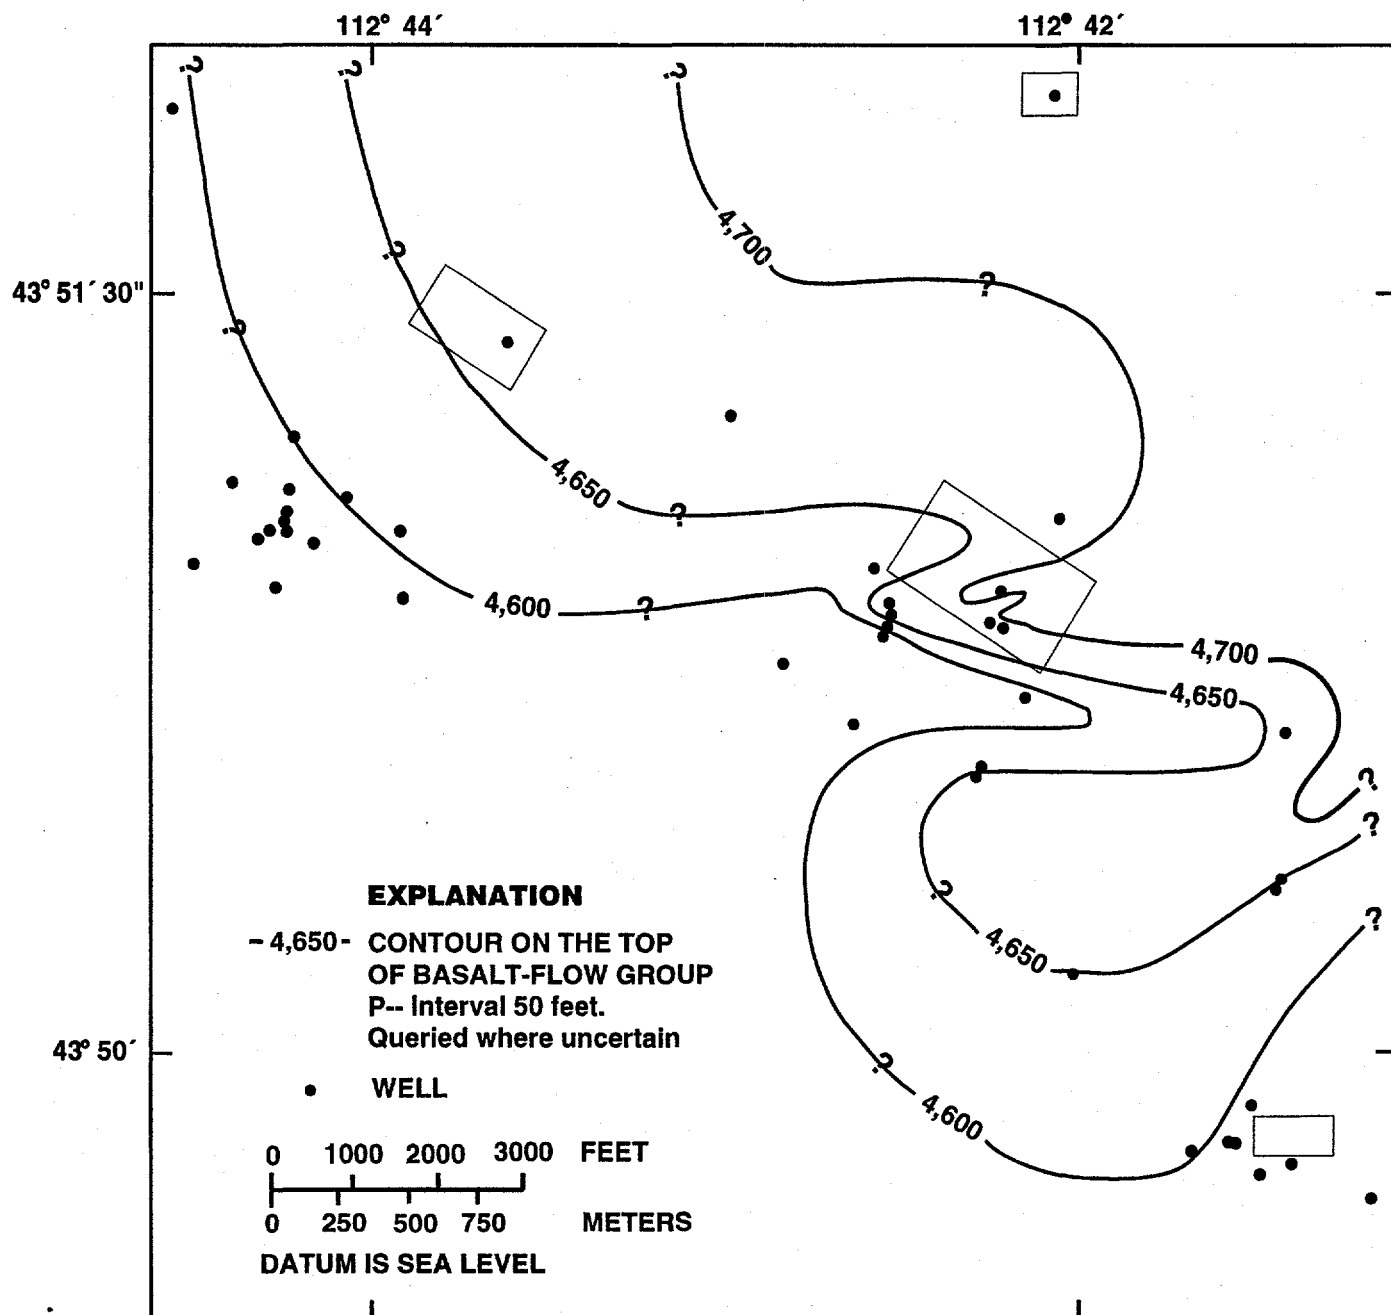 112° 44′ 112° 42′
? ? ?
4,700
?
43° 51′ 30" ?
?
4,650
?
4,600 ?
4,700
4,650
?
?
EXPLANATION ?
- 4,650 - CONTOUR ON THE TOP ?
OF BASALT-FLOW GROUP 4,650
P-- Interval 50 feet.
Queried where uncertain
43° 50′ ?
WELL
4,600
0 1000 2000 3000 FEET
0 250 500 750 METERS
DATUM IS SEA LEVEL